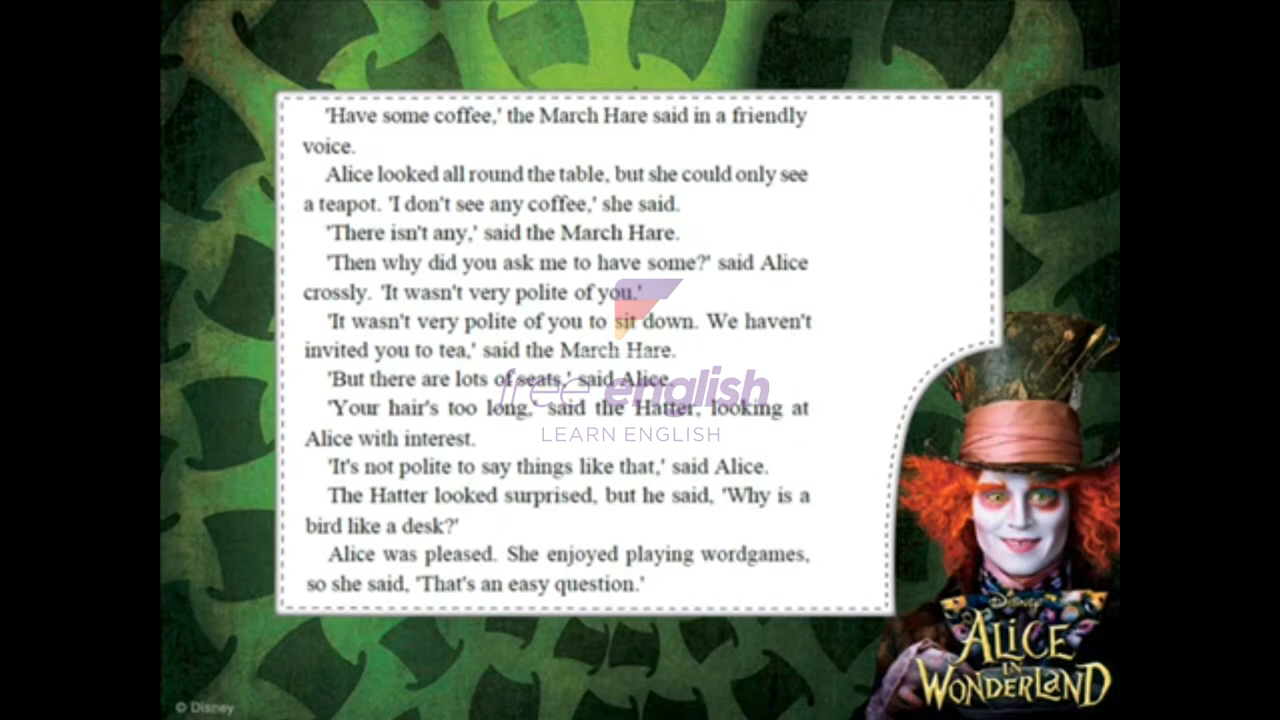 'Have some coffee,' the March Hare said in a friendly
voice.
Alice looked all round the table, but she could only see
a teapot. 'I don't see any coffee,' she said.
'There isn't any,' said the March Hare.
'Then why did you ask me to have some?' said Alice
crossly. 'It wasn't very polite of you.'
'It wasn't very polite of you to sit down. We haven't
invited you to tea,' said the March Hare.
'But there are lots of seats,' said Alice.
'Your hair's too long,' said the Hatter, looking at
Alice with interest.
'It's not polite to say things like that,' said Alice.
The Hatter looked surprised, but he said, 'Why is a
bird like a desk?'
Alice was pleased. She enjoyed playing wordgames,
so she said, 'That's an easy question.'
free english
LEARN ENGLISH
Disney
ALICE
IN
WONDERLAND
© Disney